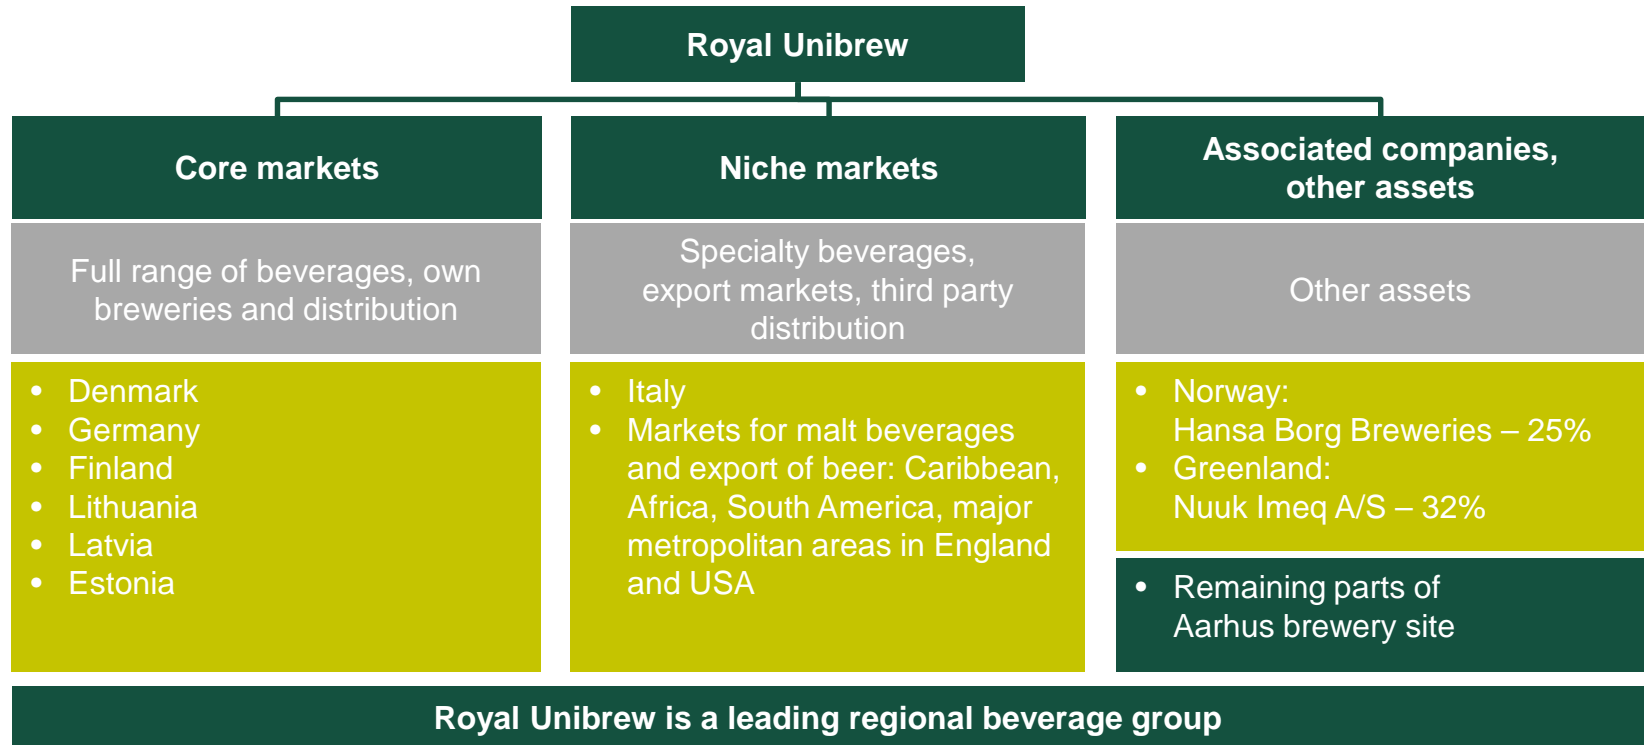 Royal Unibrew
Core markets
Full range of beverages, own
breweries and distribution
• Denmark
• Germany
• Finland
• Lithuania
• Latvia
• Estonia
Niche markets
Specialty beverages,
export markets, third party
distribution
• Italy
• Markets for malt beverages
and export of beer: Caribbean,
Africa, South America, major
metropolitan areas in England
and USA
Associated companies,
other assets
Other assets
• Norway:
Hansa Borg Breweries – 25%
• Greenland:
Nuuk Imeq A/S – 32%
• Remaining parts of
Aarhus brewery site
Royal Unibrew is a leading regional beverage group